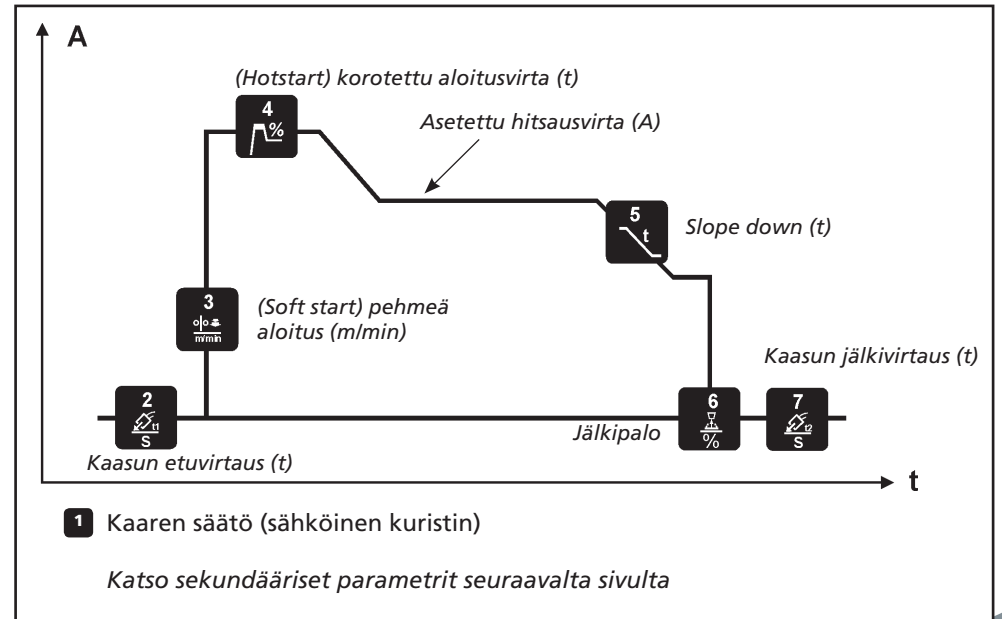 A
(Hotstart) korotettu aloitusvirta (t)
4
%
Asetettu hitsausvirta (A)
5
t
Slope down (t)
3
m/min
(Soft start) pehmeä
aloitus (m/min)
Kaasun jälkivirtaus (t)
2
t1
S
6
%
7
t2
S
Jälkipalo
Kaasun etuvirtaus (t)
t
1 Kaaren säätö (sähköinen kuristin)
Katso sekundääriset parametrit seuraavalta sivulta